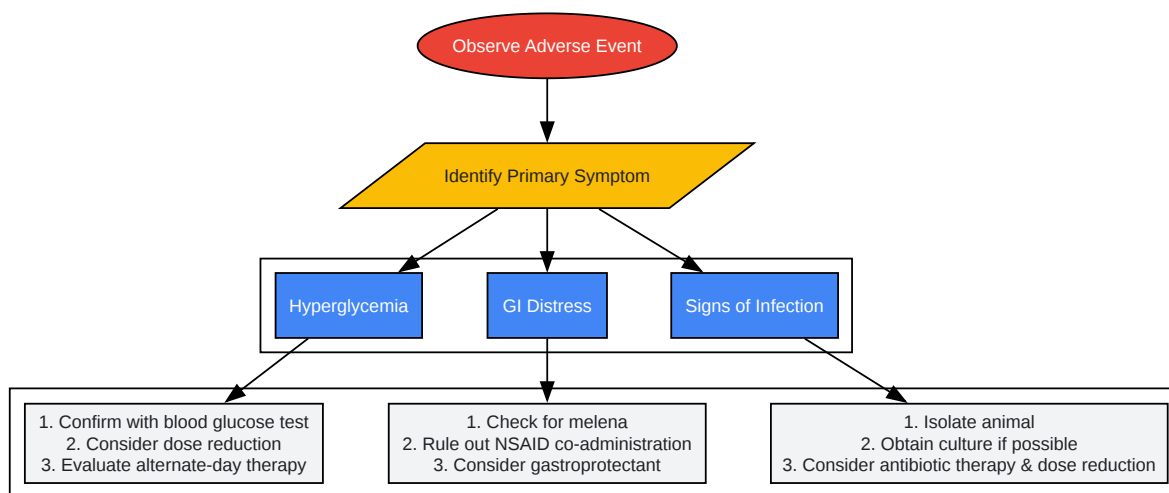 Observe Adverse Event
Identify Primary Symptom
Hyperglycemia
GI Distress
Signs of Infection
1. Confirm with blood glucose test
2. Consider dose reduction
3. Evaluate alternate-day therapy
1. Check for melena
2. Rule out NSAID co-administration
3. Consider gastroprotectant
1. Isolate animal
2. Obtain culture if possible
3. Consider antibiotic therapy & dose reduction